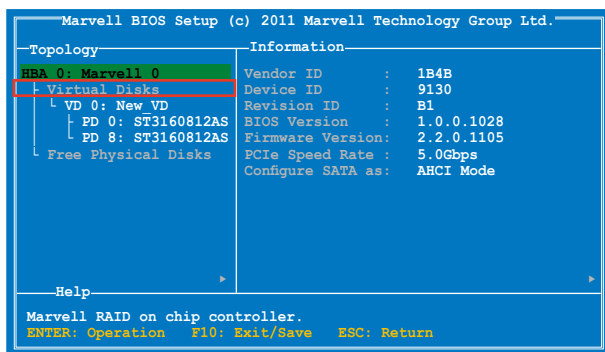 Marvell BIOS Setup (c) 2011 Marvell Technology Group Ltd.
Topology
HBA 0: Marvell 0
Virtual Disks
VD 0: New_VD
PD 0: ST3160812AS
PD 8: ST3160812AS
Free Physical Disks
Information
Vendor ID : 1B4B
Device ID : 9130
Revision ID : B1
BIOS Version : 1.0.0.1028
Firmware Version: 2.2.0.1105
PCIe Speed Rate : 5.0Gbps
Configure SATA as: AHCI Mode
Help
Marvell RAID on chip controller.
ENTER: Operation F10: Exit/Save ESC: Return